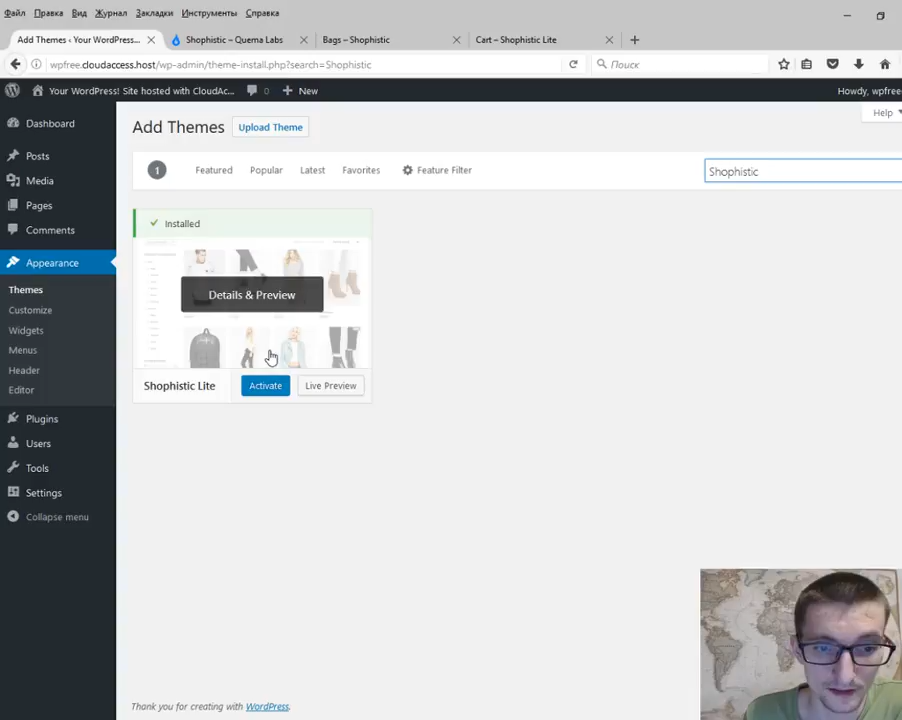 Файл Правка Вид Журнал Закладки Инструменты Справка
Add Themes ‹ Your WordPress... Shophistic – Quema Labs Bags – Shophistic Cart – Shophistic Lite
wpfree.cloudaccess.host/wp-admin/theme-install.php?search=Shophistic Поиск
Your WordPress! Site hosted with CloudAc... 0 New Howdy, wpfree
Help
Dashboard
Posts
Media
Pages
Comments
Appearance
Themes
Customize
Widgets
Menus
Header
Editor
Plugins
Users
Tools
Settings
Collapse menu
Add Themes Upload Theme
1 Featured Popular Latest Favorites Feature Filter Shophistic
Installed
Details & Preview
Shophistic Lite Activate Live Preview
Thank you for creating with WordPress.